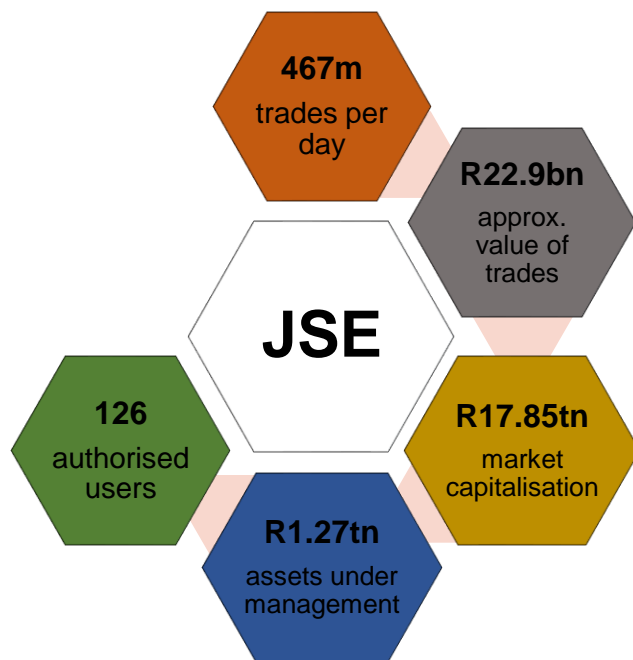 467m
trades per
day
R22.9bn
approx.
value of
trades
JSE
R17.85tn
market
capitalisation
126
authorised
users
R1.27tn
assets under
management